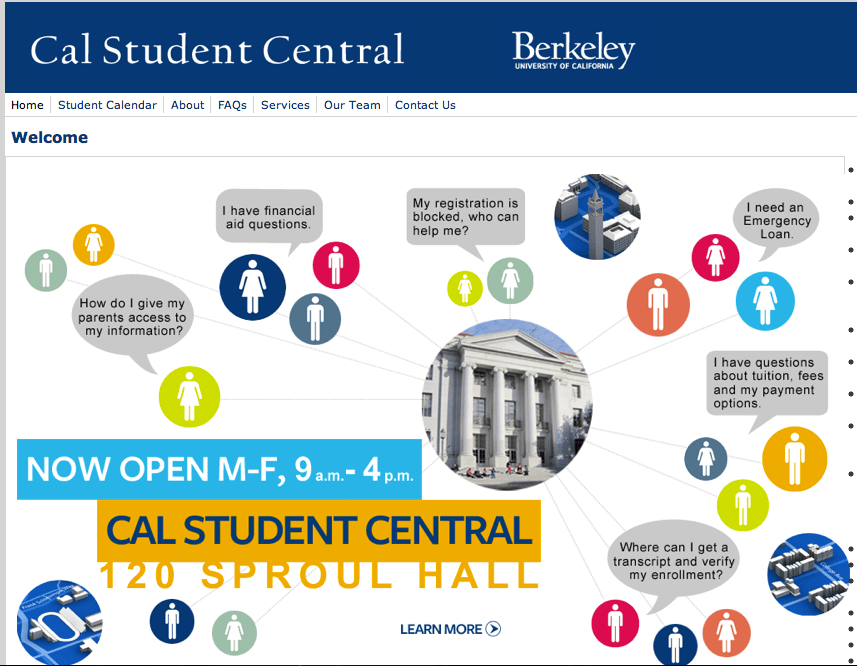 Cal Student Central
Berkeley
UNIVERSITY OF CALIFORNIA
Home
Student Calendar
About
FAQs
Services
Our Team
Contact Us
Welcome
I have financial
aid questions.
My registration is
blocked, who can
help me?
I need an
Emergency
Loan.
How do I give my
parents access to
my information?
I have questions
about tuition, fees
and my payment
options.
NOW OPEN M-F, 9 a.m. - 4 p.m.
CAL STUDENT CENTRAL
120 SPROUL HALL
Where can I get a
transcript and verify
my enrollment?
LEARN MORE